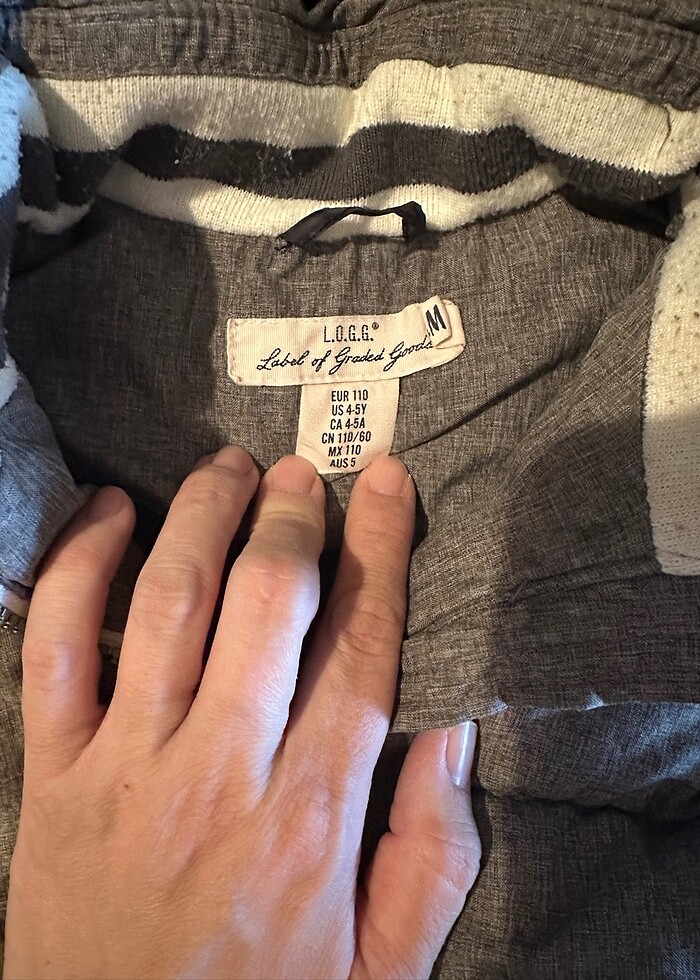 L.O.G.G.®
Label of Graded Goods
M
EUR 110
US 4-5Y
CA 4-5A
CN 110/60
MX 110
AUS 5